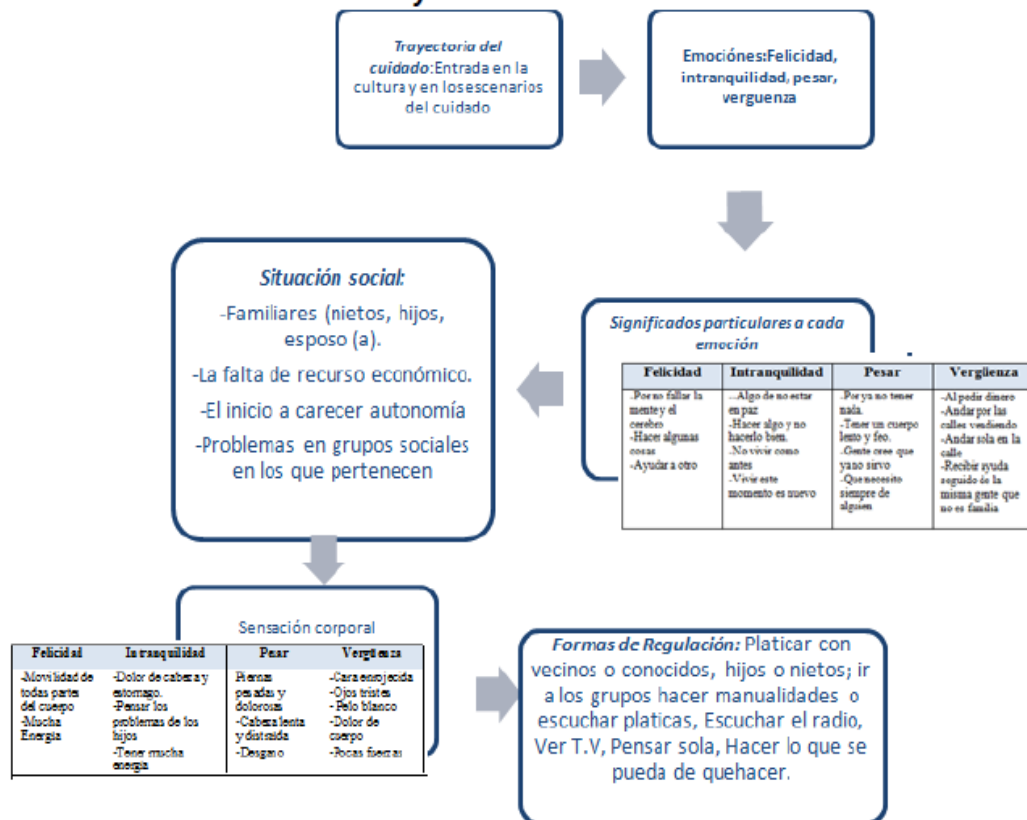 y
Trayectoria del
cuidado:Entrada en la
cultura y en los escenarios
del cuidado
Emociónes:Felicidad,
intranquilidad, pesar,
verguenza
Significados particulares a cada
emoción
Felicidad
-Por no fallar la
mente y el
cerebro
-Hacer algunas
cosas
-Ayudar a otro
Intranquilidad
-.Algo de no estar
en paz
-Hacer algo y no
hacerlo bien.
-No vivir como
antes
-Vivir este
momento es nuevo
Pesar
-Por ya no tener
nada.
-Tener un cuerpo
lento y feo.
-Gente cree que
ya no sirvo
-Que necesito
siempre de
alguien
Vergüenza
-Al pedir dinero
-Andar por las
calles vendiendo
-Andar sola en la
calle
-Recibir ayuda
seguido de la
misma gente que
no es familia
Situación social:
-Familiares (nietos, hijos,
esposo (a).
-La falta de recurso económico.
-El inicio a carecer autonomía
-Problemas en grupos sociales
en los que pertenecen
Sensación corporal
Felicidad
-Movilidad de
todas partes
del cuerpo
-Mucha
Energia
Intranquilidad
-Dolor de cabeza y
estomago.
-Pensar los
problemas de los
hijos
-Tener mucha
energia
Pesar
Piernas
pesadas y
dolorosas
-Cabeza lenta
y distraida
-Desgano
Vergüenza
-Cara enrojecida
-Ojos tristes
-Pelo blanco
-Dolor de
cuerpo
-Pocas fuerzas
Formas de Regulación: Platicar con
vecinos o conocidos, hijos o nietos; ir
a los grupos hacer manualidades o
escuchar platicas, Escuchar el radio,
Ver T.V, Pensar sola, Hacer lo que se
pueda de quehacer.